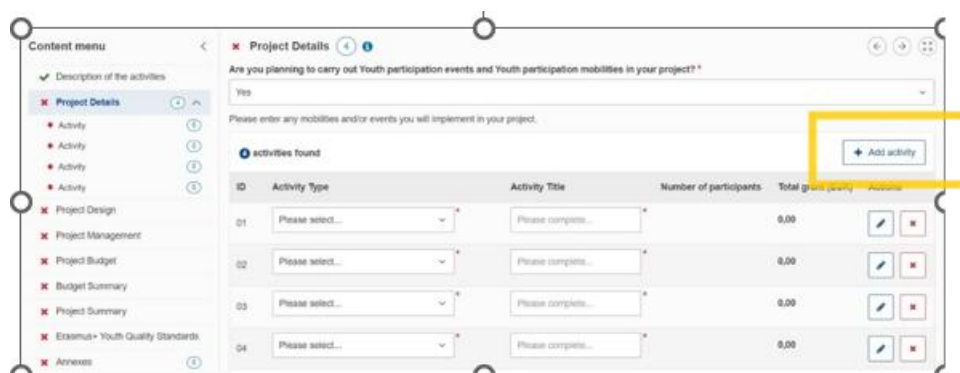 Content menu
Description of the activities
Project Details 4
Activity
Activity
Activity
Activity
Project Design
Project Management
Project Budget
Budget Summary
Project Summary
Erasmus+ Youth Quality Standards
Annexes
Project Details 4
Are you planning to carry out Youth participation events and Youth participation mobilities in your project? *
Yes
Please enter any mobilities and/or events you will implement in your project.
4 activities found
+ Add activity
ID Activity Type Activity Title Number of participants Total grant Actions
01 Please select... * Please complete... * 0,00
02 Please select... * Please complete... * 0,00
03 Please select... * Please complete... * 0,00
04 Please select... * Please complete... * 0,00